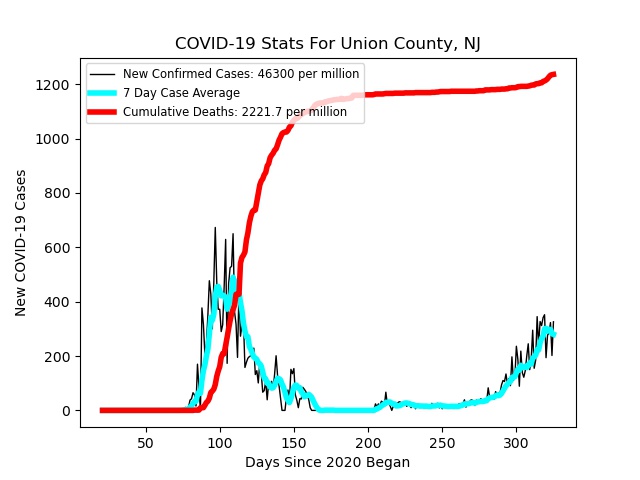 COVID-19 Stats For Union County, NJ
New Confirmed Cases: 46300 per million
7 Day Case Average
Cumulative Deaths: 2221.7 per million
New COVID-19 Cases
1200
1000
800
600
400
200
0
50 100 150 200 250 300
Days Since 2020 Began